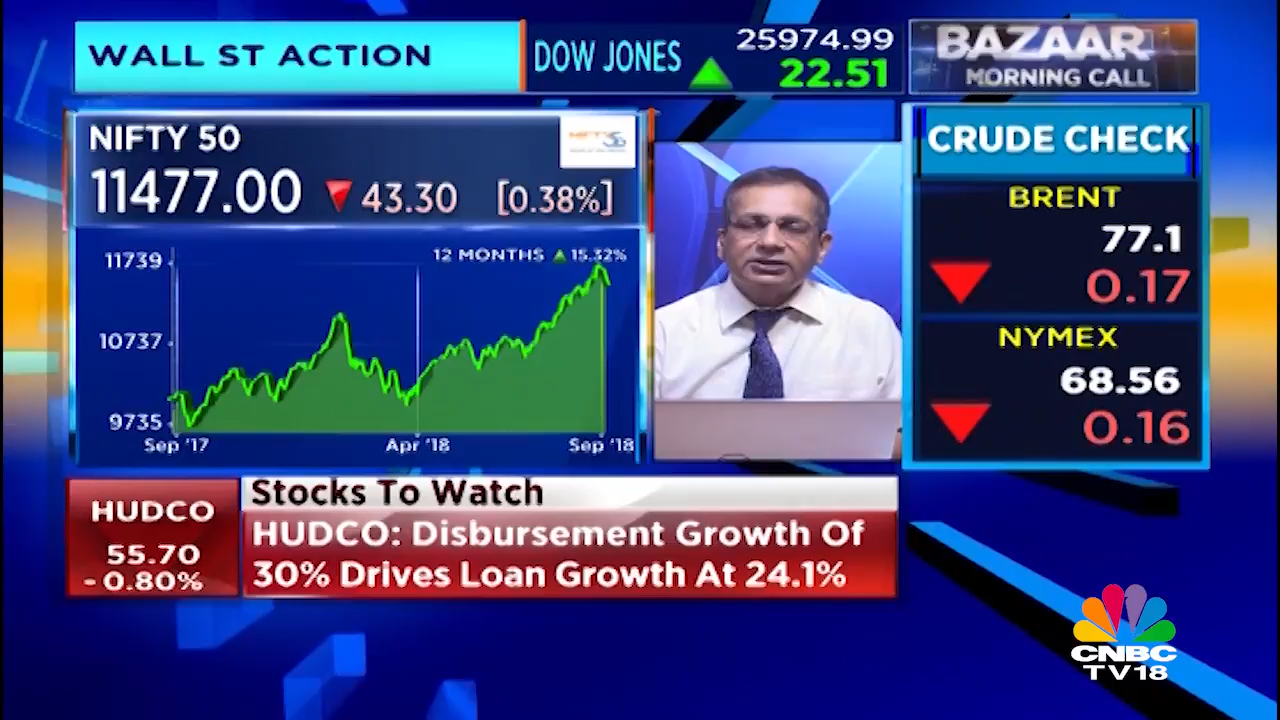 WALL ST ACTION
DOW JONES
25974.99
22.51
BAZAAR
MORNING CALL
NIFTY 50
11477.00
43.30
[0.38%]
12 MONTHS
15.32%
11739
10737
9735
Sep '17
Apr '18
Sep '18
CRUDE CHECK
BRENT
77.1
0.17
NYMEX
68.56
0.16
HUDCO
55.70
-0.80%
Stocks To Watch
HUDCO: Disbursement Growth Of
30% Drives Loan Growth At 24.1%
CNBC
TV18